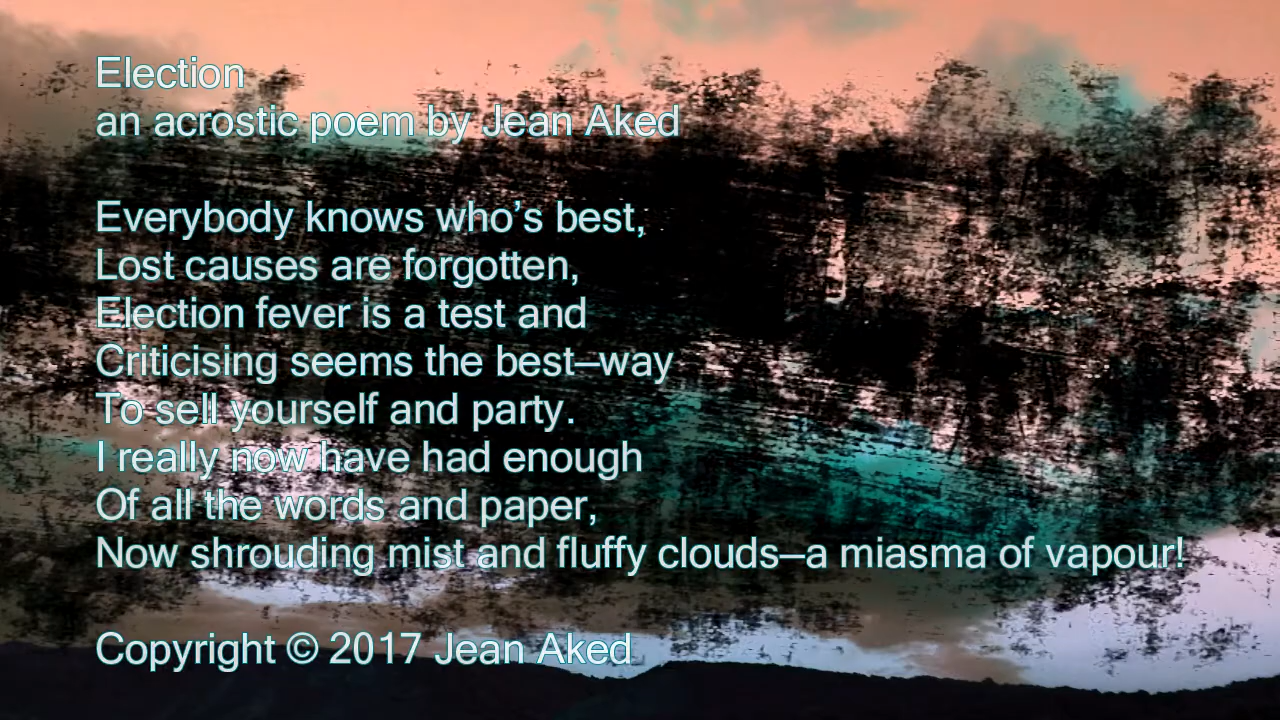 Election
an acrostic poem by Jean Aked
Everybody knows who’s best,
Lost causes are forgotten,
Election fever is a test and
Criticising seems the best—way
To sell yourself and party.
I really now have had enough
Of all the words and paper,
Now shrouding mist and fluffy clouds—a miasma of vapour!
Copyright © 2017 Jean Aked